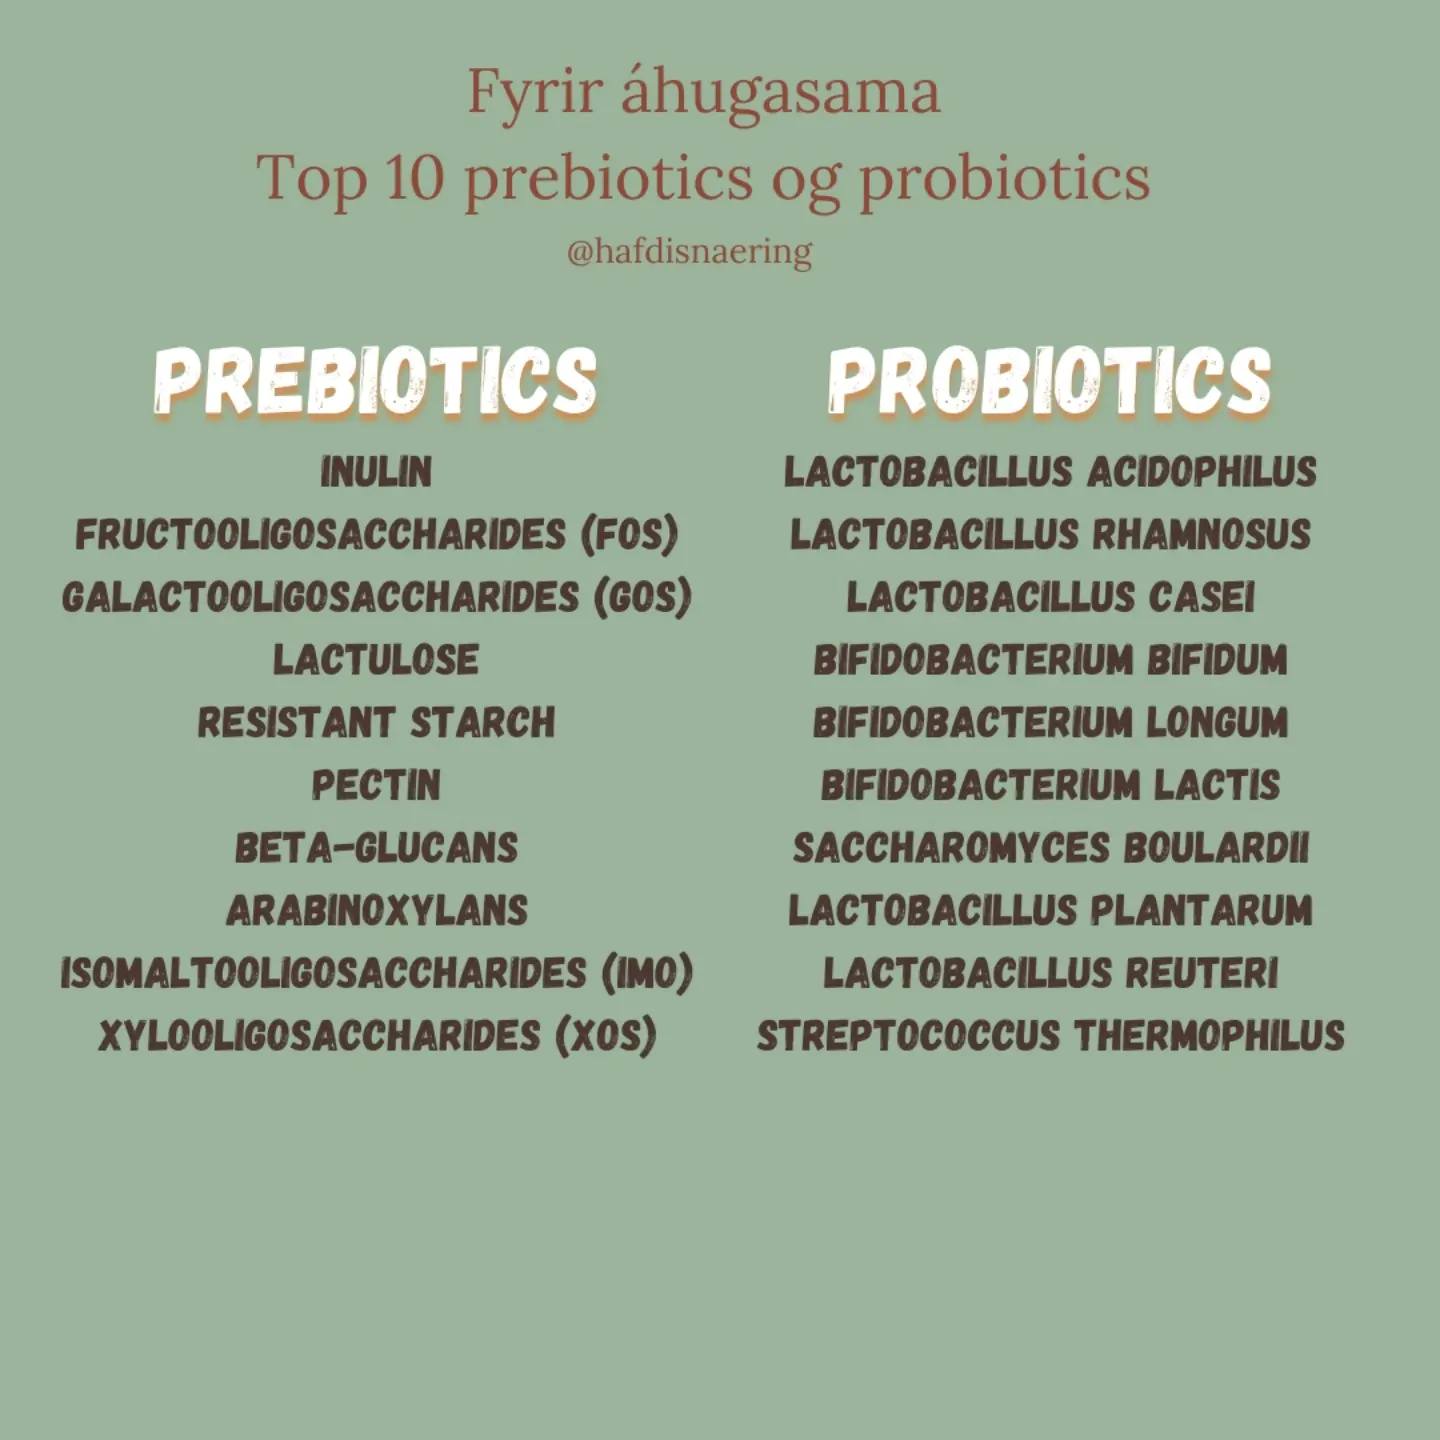 Fyrir áhugasama
Top 10 prebiotics og probiotics
@hafdisnaering
PREBIOTICS
INULIN
FRUCTOOLIGOSACCHARIDES (FOS)
GALACTOOLIGOSACCHARIDES (GOS)
LACTULOSE
RESISTANT STARCH
PECTIN
BETA-GLUCANS
ARABINOXYLANS
ISOMALTOOLIGOSACCHARIDES (IMO)
XYLOOLIGOSACCHARIDES (XOS)
PROBIOTICS
LACTOBACILLUS ACIDOPHILUS
LACTOBACILLUS RHAMNOSUS
LACTOBACILLUS CASEI
BIFIDOBACTERIUM BIFIDUM
BIFIDOBACTERIUM LONGUM
BIFIDOBACTERIUM LACTIS
SACCHAROMYCES BOULARDII
LACTOBACILLUS PLANTARUM
LACTOBACILLUS REUTERI
STREPTOCOCCUS THERMOPHILUS